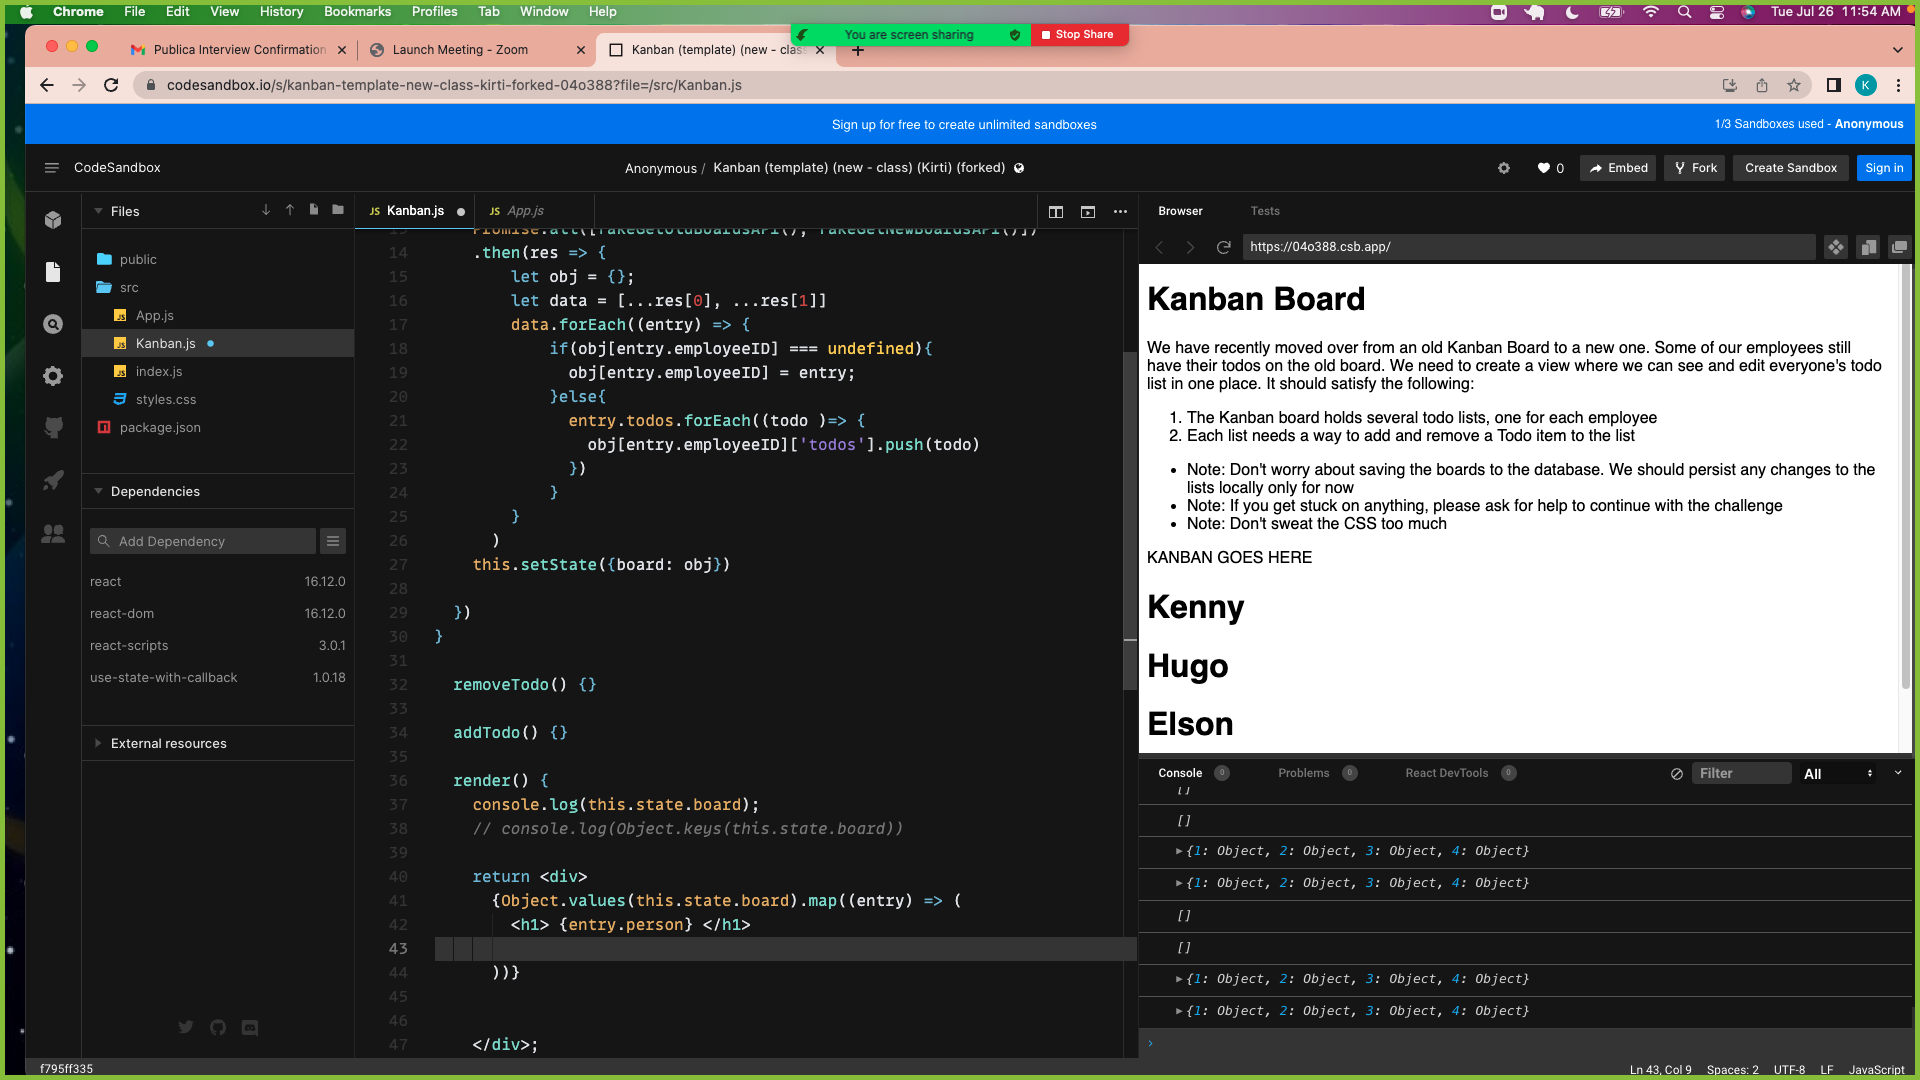 Chrome File Edit View History Bookmarks Profiles Tab Window Help
Tue Jul 26 11:54 AM
Publica Interview Confirmation
Launch Meeting - Zoom
Kanban (template) (new - clas
You are screen sharing
Stop Share
codesandbox.io/s/kanban-template-new-class-kirti-forked-04o388?file=/src/Kanban.js
K
Sign up for free to create unlimited sandboxes
1/3 Sandboxes used - Anonymous
CodeSandbox
Anonymous / Kanban (template) (new - class) (Kirti) (forked)
0
Embed
Fork
Create Sandbox
Sign in
Files
public
src
App.js
Kanban.js
index.js
styles.css
package.json
Dependencies
Add Dependency
react 16.12.0
react-dom 16.12.0
react-scripts 3.0.1
use-state-with-callback 1.0.18
External resources
JS Kanban.js
JS App.js
13 Promise.all([fakeGetOldBoardsAPI(), fakeGetNewBoardsAPI()])
14 .then(res => {
15 let obj = {};
16 let data = [...res[0], ...res[1]]
17 data.forEach((entry) => {
18 if(obj[entry.employeeID] === undefined){
19 obj[entry.employeeID] = entry;
20 }else{
21 entry.todos.forEach((todo )=> {
22 obj[entry.employeeID]['todos'].push(todo)
23 })
24 }
25 }
26 )
27 this.setState({board: obj})
28
29 })
30 }
31
32 removeTodo() {}
33
34 addTodo() {}
35
36 render() {
37 console.log(this.state.board);
38 // console.log(Object.keys(this.state.board))
39
40 return <div>
41 {Object.values(this.state.board).map((entry) => (
42 <h1> {entry.person} </h1>
43
44 ))}
45
46
47 </div>;
Browser
Tests
https://04o388.csb.app/
Kanban Board
We have recently moved over from an old Kanban Board to a new one. Some of our employees still
have their todos on the old board. We need to create a view where we can see and edit everyone's todo
list in one place. It should satisfy the following:
1. The Kanban board holds several todo lists, one for each employee
2. Each list needs a way to add and remove a Todo item to the list
• Note: Don't worry about saving the boards to the database. We should persist any changes to the
lists locally only for now
• Note: If you get stuck on anything, please ask for help to continue with the challenge
• Note: Don't sweat the CSS too much
KANBAN GOES HERE
Kenny
Hugo
Elson
Console 0
Problems 0
React DevTools 0
Filter
All
[]
[]
{1: Object, 2: Object, 3: Object, 4: Object}
{1: Object, 2: Object, 3: Object, 4: Object}
[]
[]
{1: Object, 2: Object, 3: Object, 4: Object}
{1: Object, 2: Object, 3: Object, 4: Object}
f795ff335
Ln 43, Col 9 Spaces: 2 UTF-8 LF JavaScript